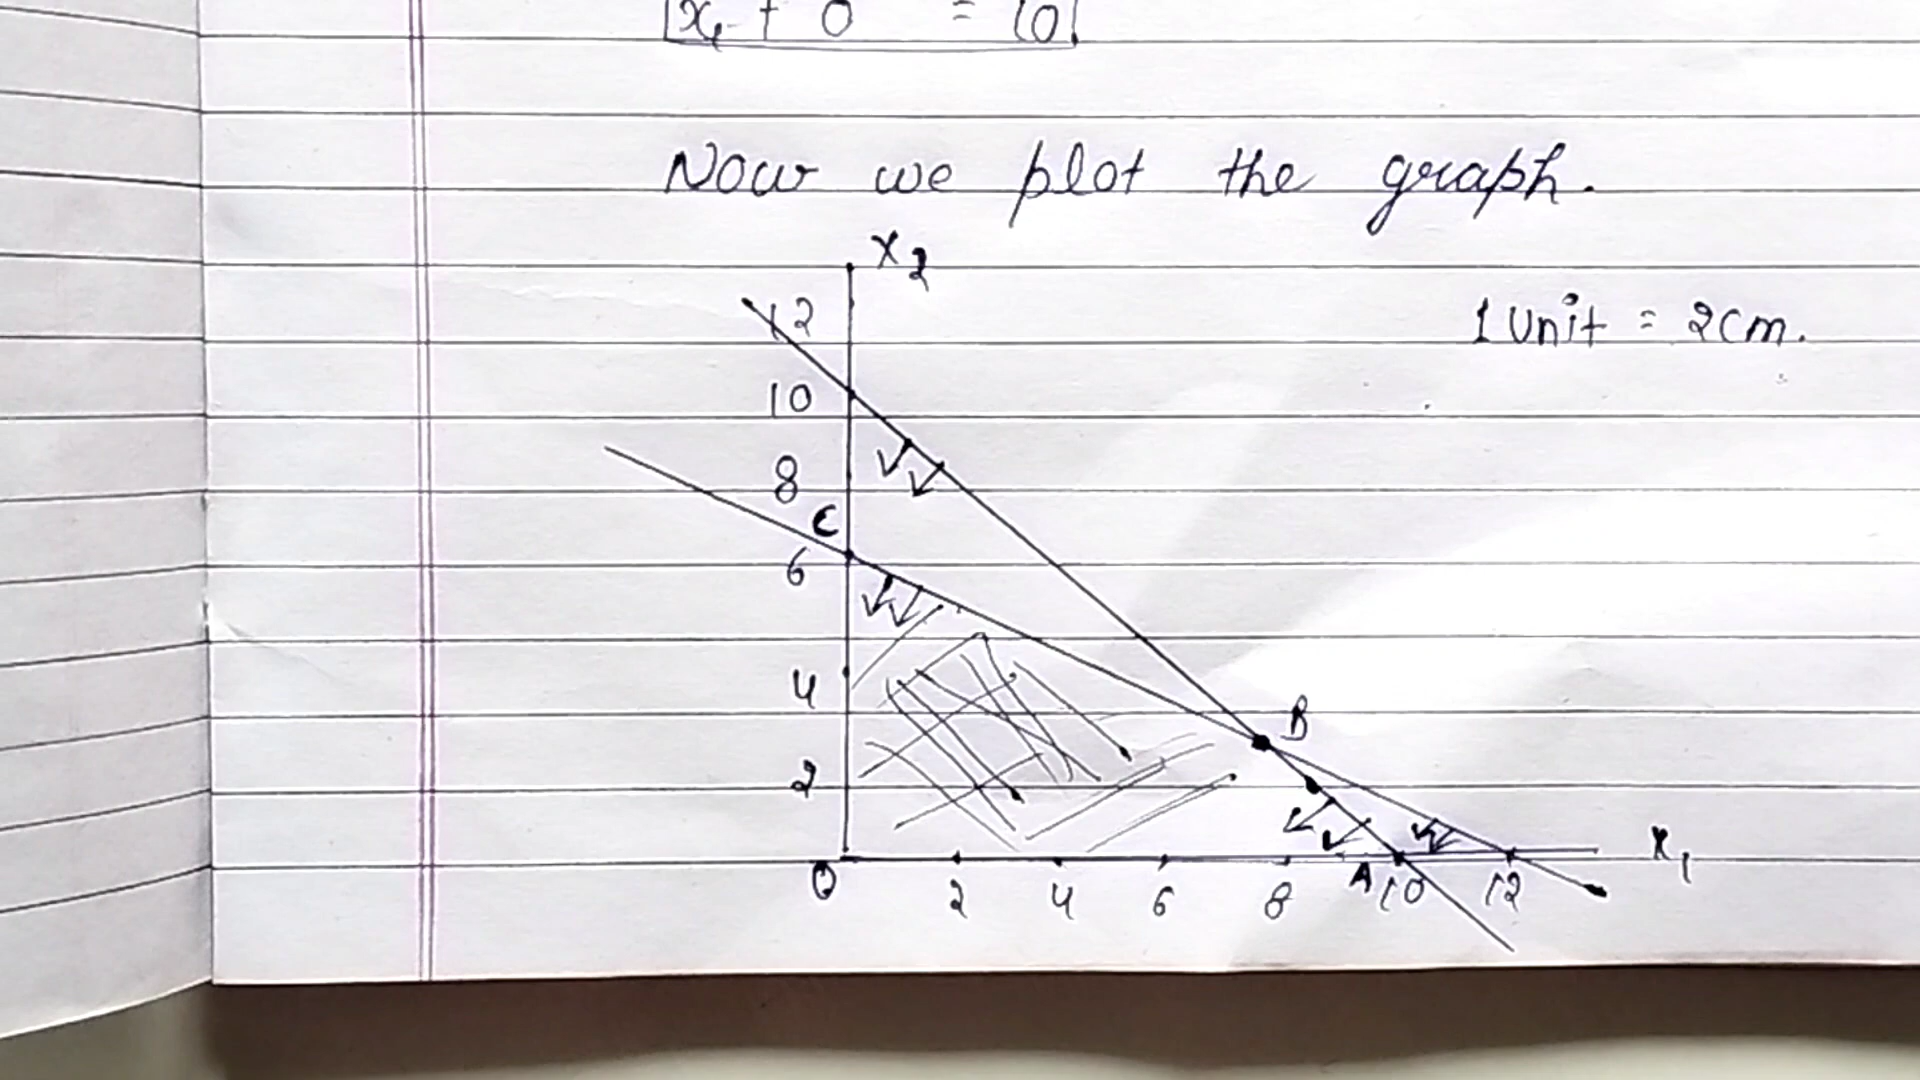 x₁ + 0 = 10
Now we plot the graph.
X2
1 Unit = 2cm.
12
10
8
C
6
4
B
2
X1
O 2 4 6 8 A 10 12